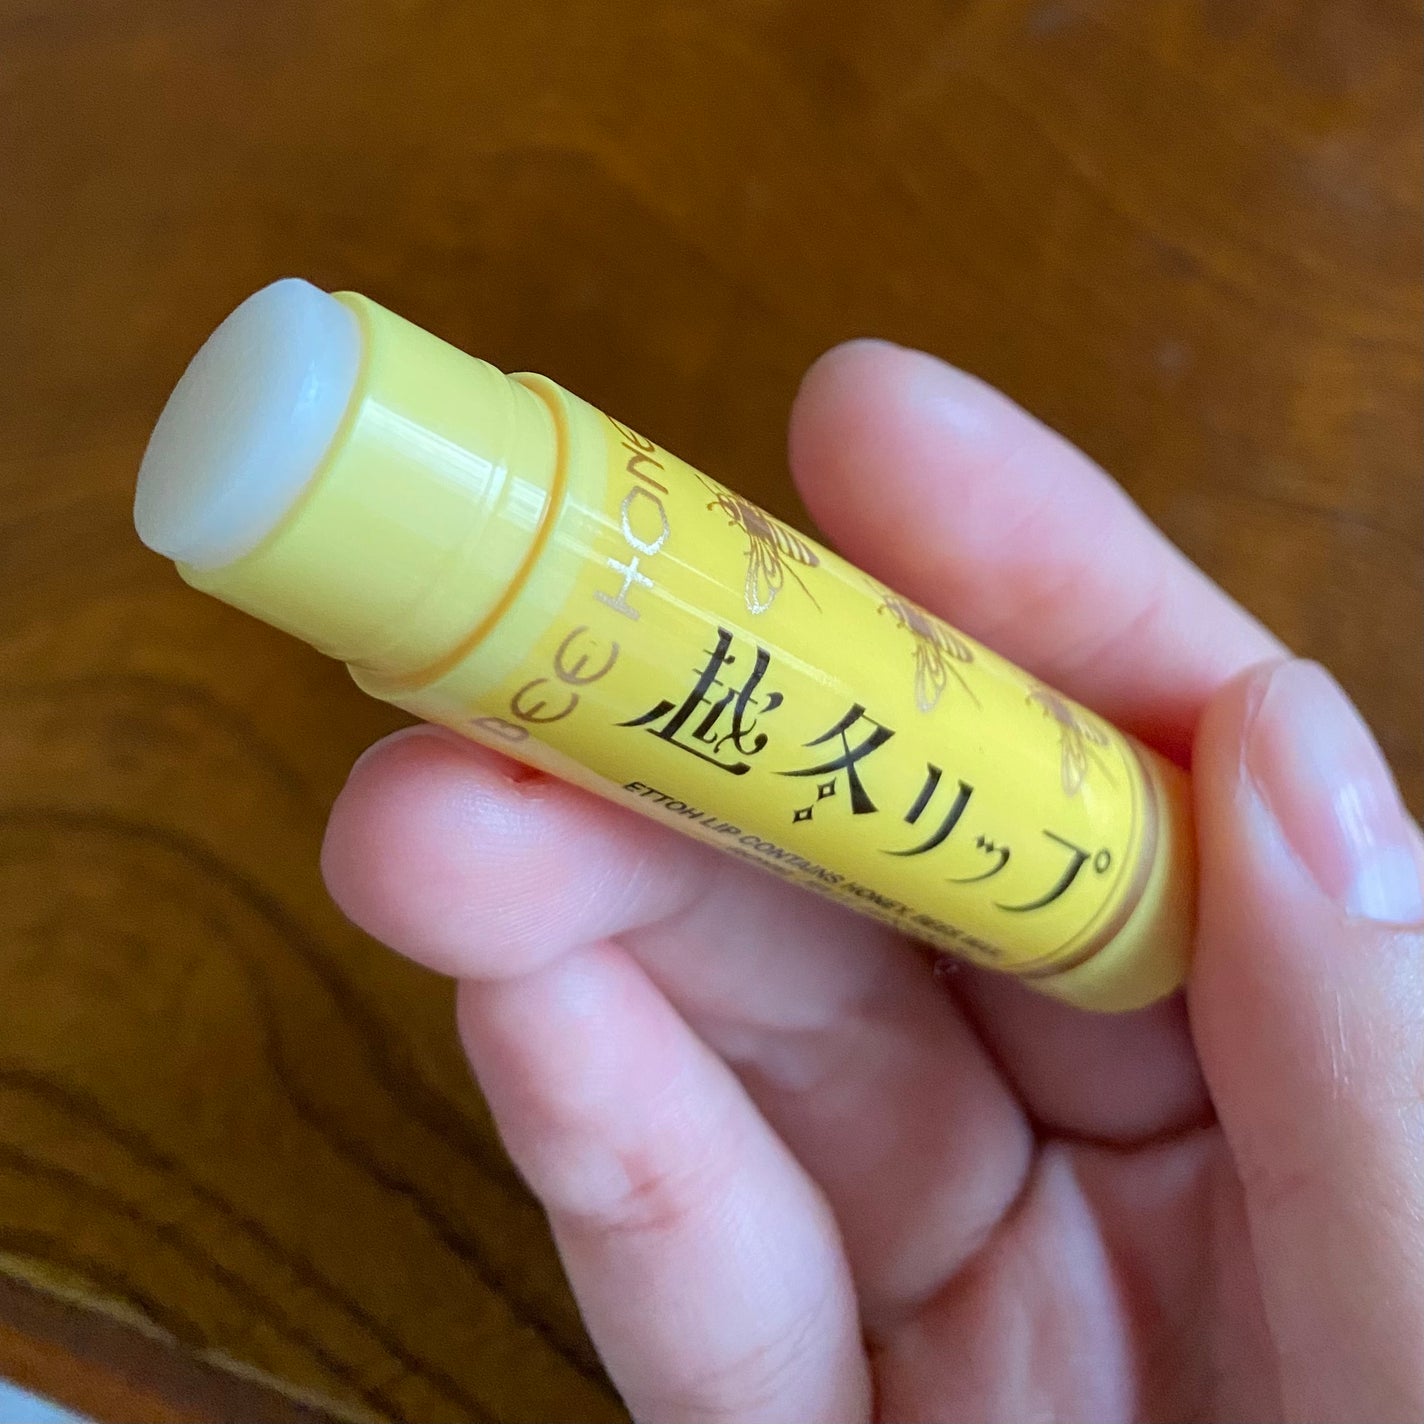 BEE HON
越冬リップ
ETTOH LIP CONTAINS HONEY, BEES WAX,